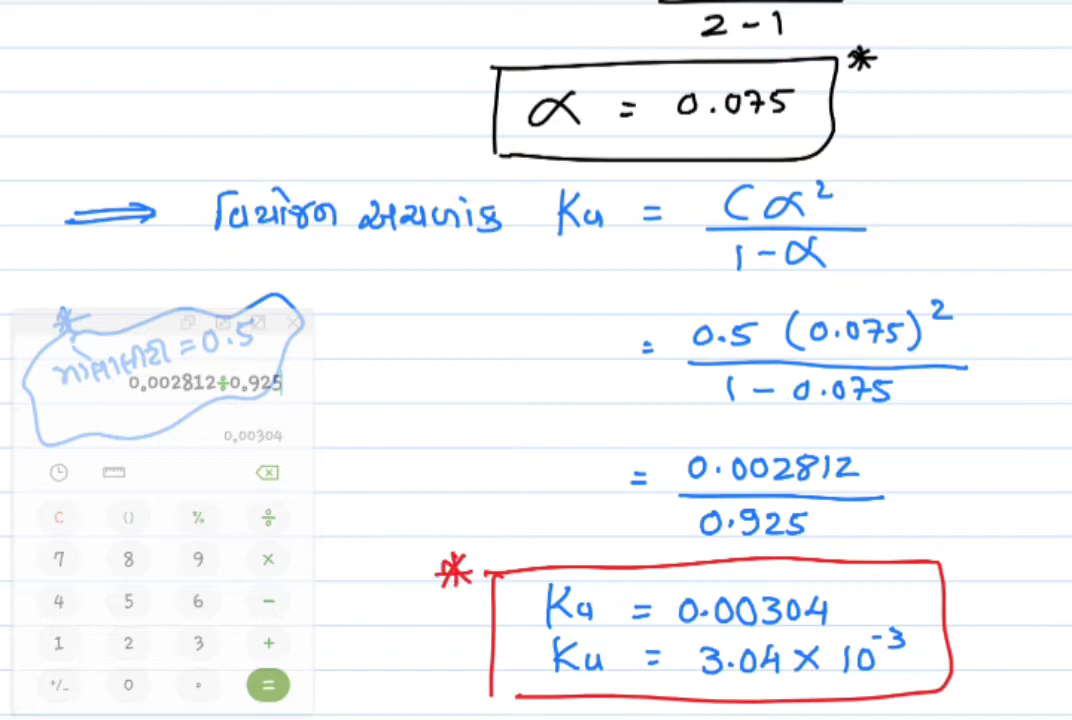 2 - 1
α = 0.075 *
⟹ વિયોજન અચળાંક Ka = Cα² / 1 - α
= 0.5 (0.075)² / 1 - 0.075
= 0.002812 / 0.925
* Ka = 0.00304
Ka = 3.04 × 10⁻³
*
મોલારીટી = 0.5
0.002812÷0.925
0.00304
C () % ÷
7 8 9 ×
4 5 6 −
1 2 3 +
+/- 0 . =